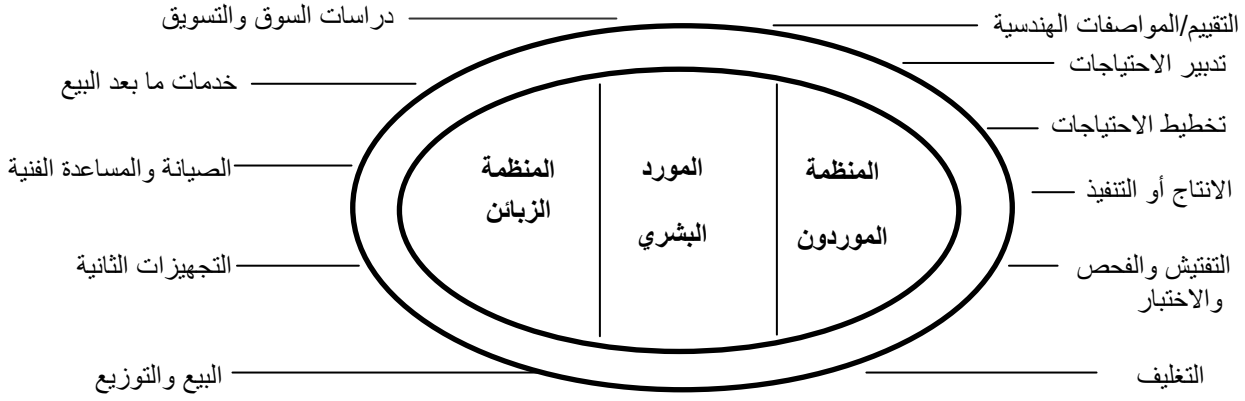 التقييم/المواصفات الهندسية
تدبير الاحتياجات
تخطيط الاحتياجات
الانتاج أو التنفيذ
التفتيش والفحص
والاختبار
التغليف
المنظمة
الموردون
المورد
البشري
المنظمة
الزبائن
دراسات السوق والتسويق
خدمات ما بعد البيع
الصيانة والمساعدة الفنية
التجهيزات الثانية
البيع والتوزيع